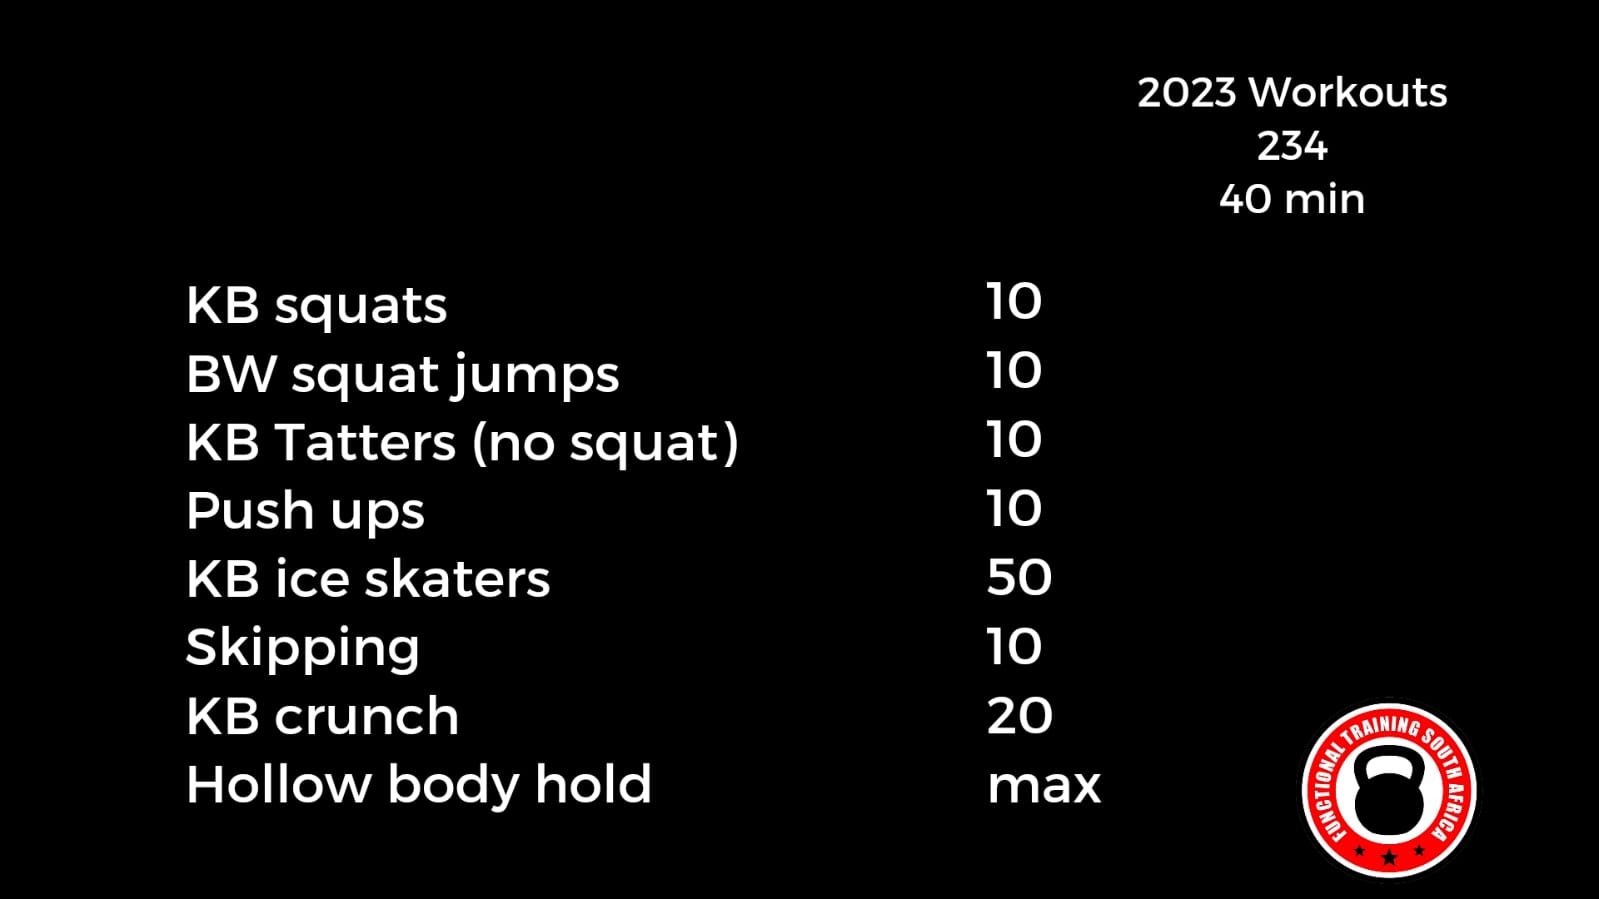 2023 Workouts
234
40 min
KB squats 10
BW squat jumps 10
KB Tatters (no squat) 10
Push ups 10
KB ice skaters 50
Skipping 10
KB crunch 20
Hollow body hold max
FUNCTIONAL TRAINING SOUTH AFRICA